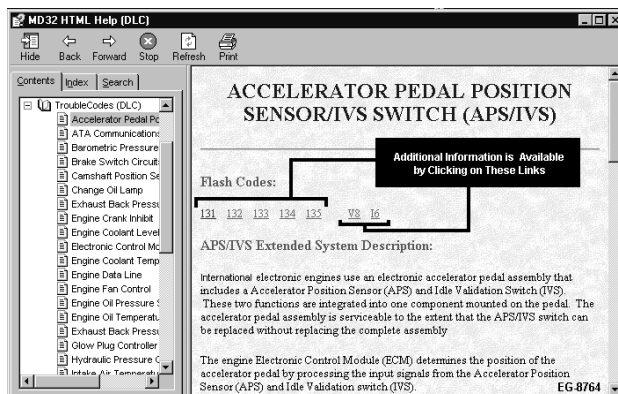 MD32 HTML Help (DLC)
Hide Back Forward Stop Refresh Print
Contents Index Search
TroubleCodes (DLC)
Accelerator Pedal Po
ATA Communications
Barometric Pressure
Brake Switch Circuit
Camshaft Position Se
Change Oil Lamp
Exhaust Back Pressu
Engine Crank Inhibit
Engine Coolant Level
Electronic Control Mo
Engine Coolant Temp
Engine Data Line
Engine Fan Control
Engine Oil Pressure S
Engine Oil Temperatu
Exhaust Back Pressu
Glow Plug Controller
Hydraulic Pressure C
Intake Air Temperatu
ACCELERATOR PEDAL POSITION
SENSOR/IVS SWITCH (APS/IVS)
Additional Information is Available
by Clicking on These Links
Flash Codes:
131 132 133 134 135 V8 I6
APS/IVS Extended System Description:
International electronic engines use an electronic accelerator pedal assembly that
includes a Accelerator Position Sensor (APS) and Idle Validation Switch (IVS).
These two functions are integrated into one component mounted on the pedal. The
accelerator pedal assembly is serviceable to the extent that the APS/IVS switch can
be replaced without replacing the complete assembly
The engine Electronic Control Module (ECM) determines the position of the
accelerator pedal by processing the input signals from the Accelerator Position
Sensor (APS) and Idle Validation switch (IVS).
EG-8764